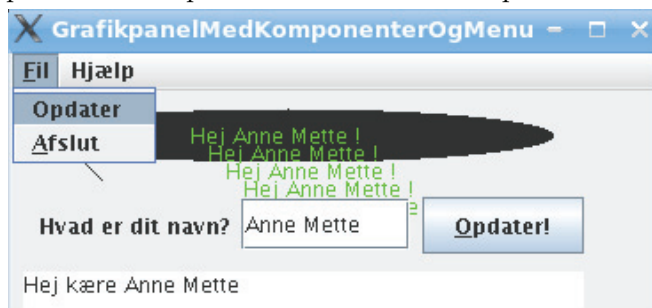 GrafikpanelMedKomponenterOgMenu
Fil Hjælp
Opdater
Afslut
Hej Anne Mette !
Hej Anne Mette !
Hej Anne Mette !
Hej Anne Mette !
Hvad er dit navn? Anne Mette Opdater!
Hej kære Anne Mette